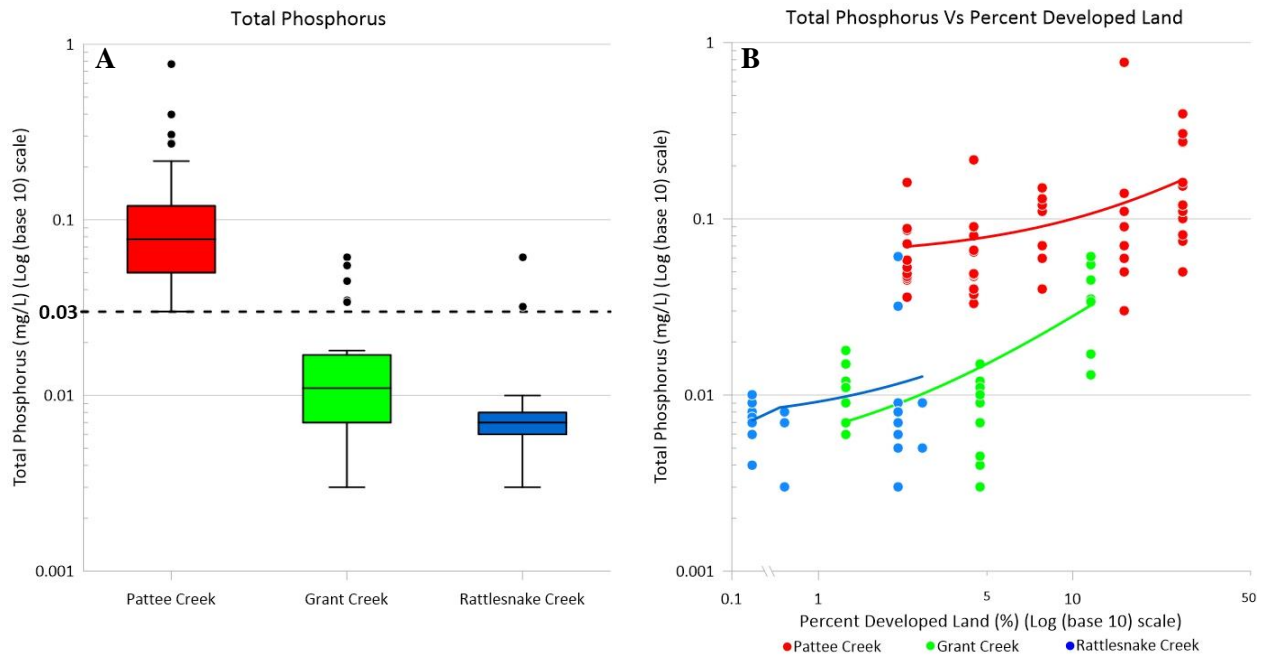 Total Phosphorus
A
Total Phosphorus (mg/L) (Log (base 10) scale)
1
0.1
0.03
0.01
0.001
Pattee Creek Grant Creek Rattlesnake Creek
Total Phosphorus Vs Percent Developed Land
B
Total Phosphorus (mg/L) (Log (base 10) scale)
1
0.1
0.01
0.001
0.1 1 5 10 50
Percent Developed Land (%) (Log (base 10) scale)
Pattee Creek Grant Creek Rattlesnake Creek